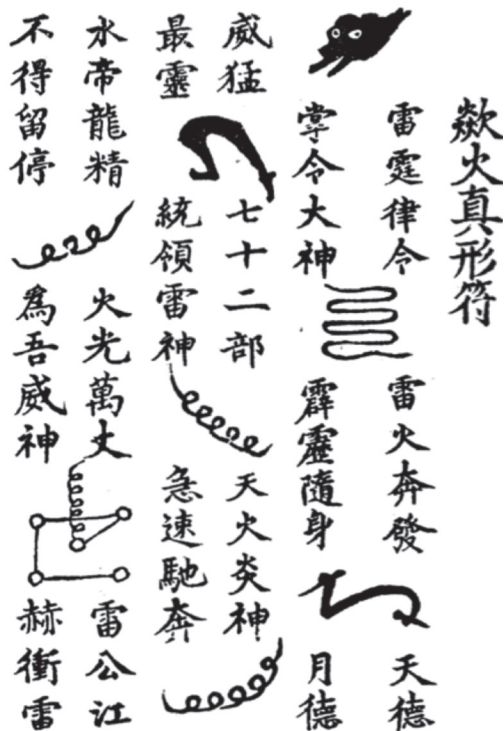 欻火真形符
雷霆律令
掌令大神
雷火奔發
霹靂隨身
天德
月德
威猛
最靈
七十二部
統領雷神
天火炎神
急速馳奔
水帝龍精
不得留停
火光萬丈
爲吾威神
雷公江
赫衝雷